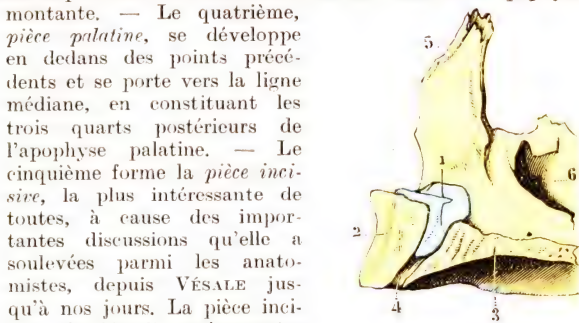 montante. — Le quatrième,
pièce palatine, se développe
en dedans des points précé-
dents et se porte vers la ligne
médiane, en constituant les
trois quarts postérieurs de
l'apophyse palatine. — Le
cinquième forme la pièce inci-
sive, la plus intéressante de
toutes, à cause des impor-
tantes discussions qu'elle a
soulevées parmi les anato-
mistes, depuis VÉSALE jus-
qu'à nos jours. La pièce inci-
5
1
6
2
4
3